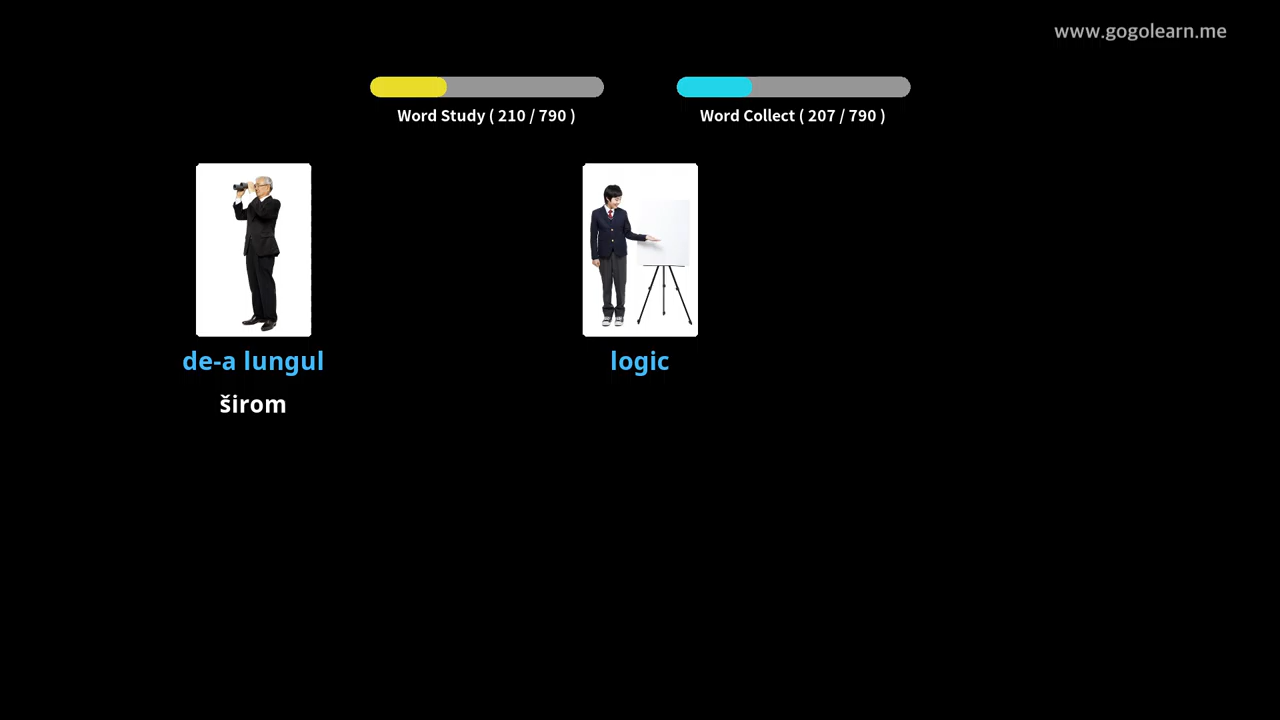 www.gogolearn.me
Word Study ( 210 / 790 )
Word Collect ( 207 / 790 )
de-a lungul
širom
logic